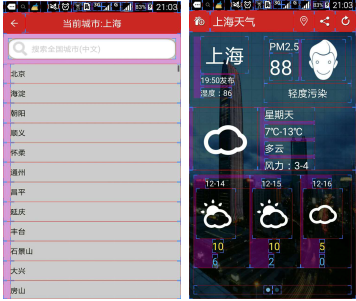 21:03
当前城市:上海
搜索全国城市(中文)
北京
海淀
朝阳
顺义
怀柔
通州
昌平
延庆
丰台
石景山
大兴
房山
83% 21:03
上海天气
上海
19:50发布
湿度：86
PM2.5
88
轻度污染
星期天
7℃-13℃
多云
风力：3-4
12-14
12-15
12-16
10
10
5
6
2
0